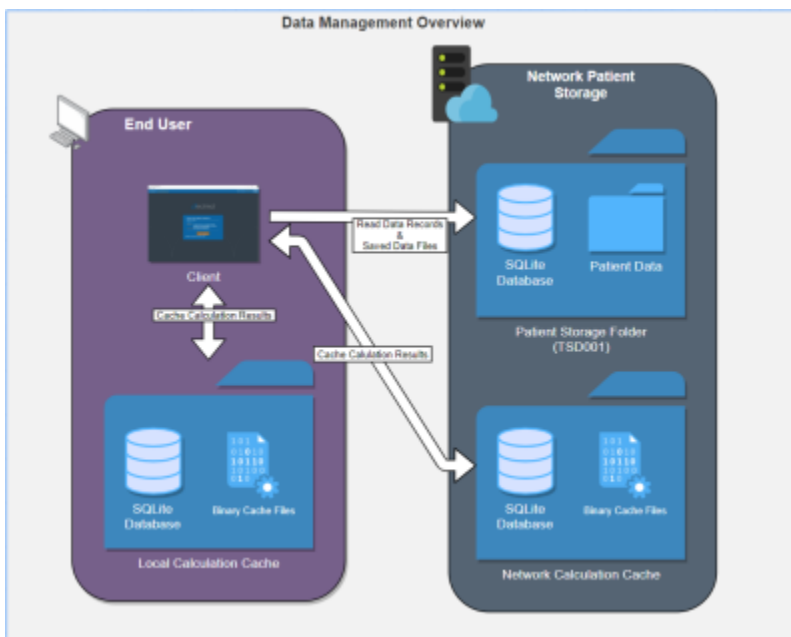 Data Management Overview
Network Patient
Storage
End User
Read Data Records
&
Saved Data Files
Client
SQLite
Database
Patient Data
Cache Calculation Results
Patient Storage Folder
(TSD001)
Cache Calulation Results
SQLite
Database
Binary Cache Files
Local Calculation Cache
SQLite
Database
Binary Cache Files
Network Calculation Cache